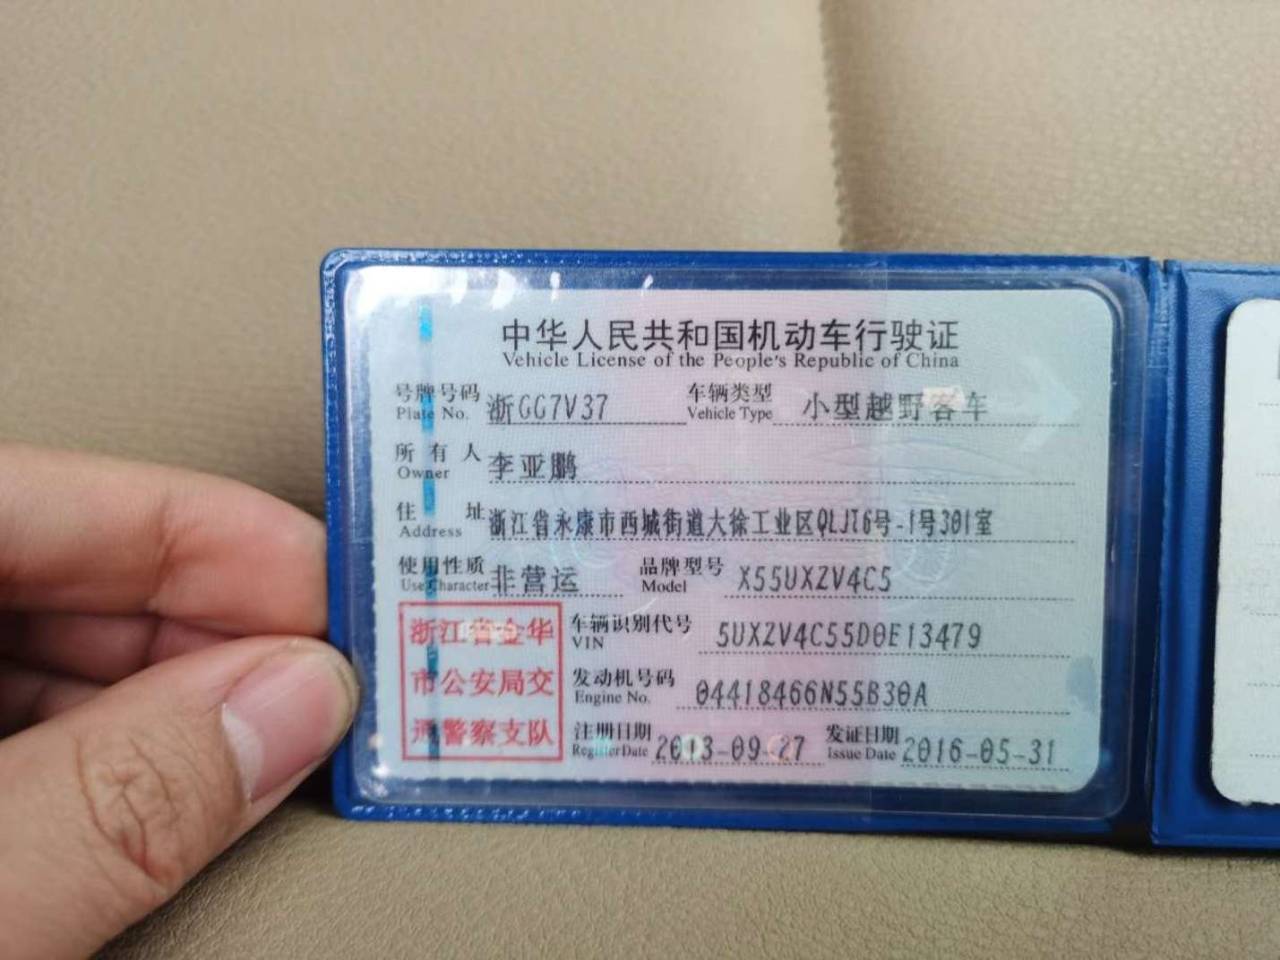 中华人民共和国机动车行驶证
Vehicle License of the People's Republic of China
号牌号码 浙GG7V37 车辆类型 小型越野客车
Plate No. Vehicle Type
所有人 李亚鹏
Owner
住址 浙江省永康市西城街道大徐工业区QLJT6号-1号301室
Address
使用性质 非营运 品牌型号 X55UXZV4C5
Use Character Model
浙江省金华 车辆识别代号 5UXZV4C55D0E13479
VIN
市公安局交 发动机号码 04418466N55B30A
Engine No.
通警察支队 注册日期 2013-09-27 发证日期 2016-05-31
Register Date Issue Date